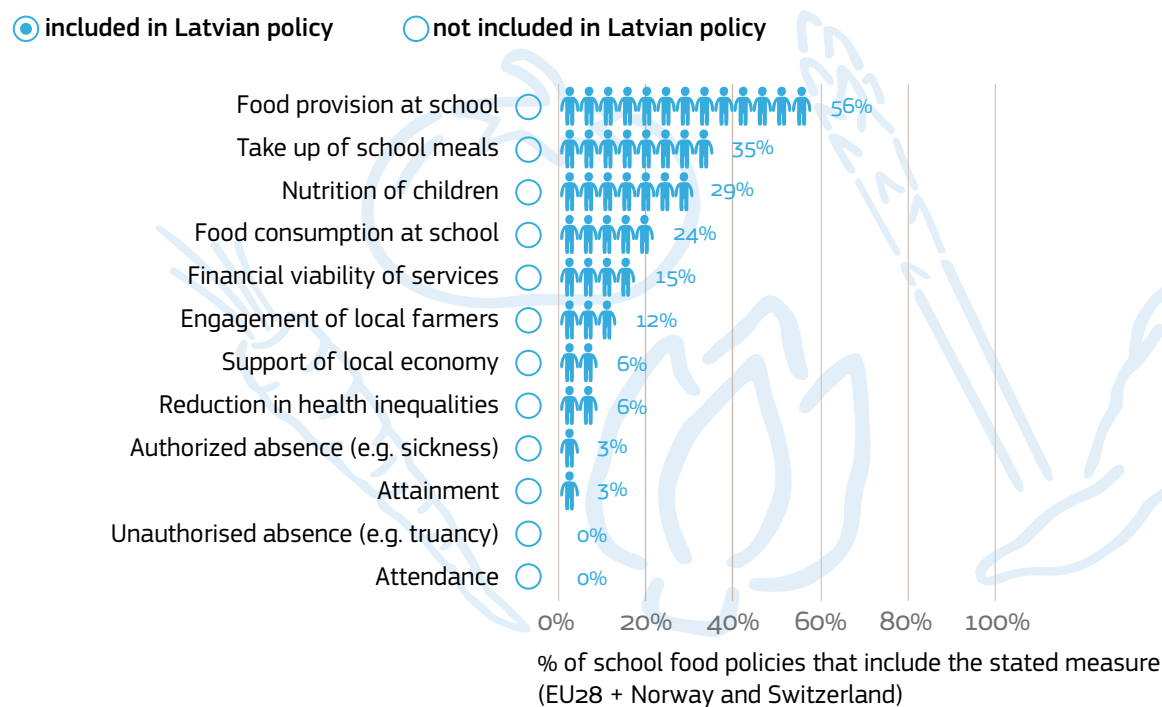 included in Latvian policy not included in Latvian policy
Food provision at school 56%
Take up of school meals 35%
Nutrition of children 29%
Food consumption at school 24%
Financial viability of services 15%
Engagement of local farmers 12%
Support of local economy 6%
Reduction in health inequalities 6%
Authorized absence (e.g. sickness) 3%
Attainment 3%
Unauthorised absence (e.g. truancy) 0%
Attendance 0%
0% 20% 40% 60% 80% 100%
% of school food policies that include the stated measure
(EU28 + Norway and Switzerland)